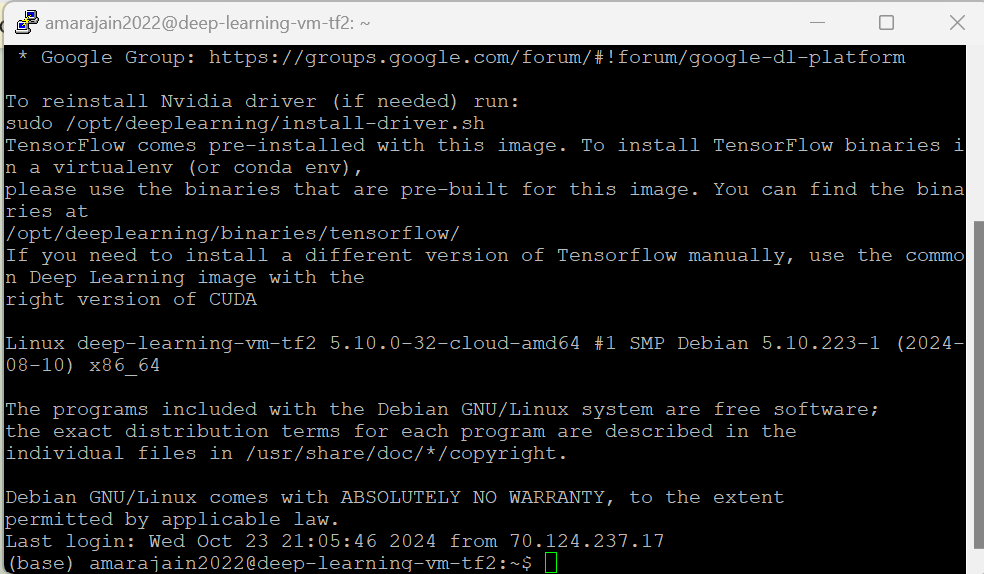 amarajain2022@deep-learning-vm-tf2: ~
* Google Group: https://groups.google.com/forum/#!forum/google-dl-platform
To reinstall Nvidia driver (if needed) run:
sudo /opt/deeplearning/install-driver.sh
TensorFlow comes pre-installed with this image. To install TensorFlow binaries i
n a virtualenv (or conda env),
please use the binaries that are pre-built for this image. You can find the bina
ries at
/opt/deeplearning/binaries/tensorflow/
If you need to install a different version of Tensorflow manually, use the commo
n Deep Learning image with the
right version of CUDA
Linux deep-learning-vm-tf2 5.10.0-32-cloud-amd64 #1 SMP Debian 5.10.223-1 (2024-
08-10) x86_64
The programs included with the Debian GNU/Linux system are free software;
the exact distribution terms for each program are described in the
individual files in /usr/share/doc/*/copyright.
Debian GNU/Linux comes with ABSOLUTELY NO WARRANTY, to the extent
permitted by applicable law.
Last login: Wed Oct 23 21:05:46 2024 from 70.124.237.17
(base) amarajain2022@deep-learning-vm-tf2:~$